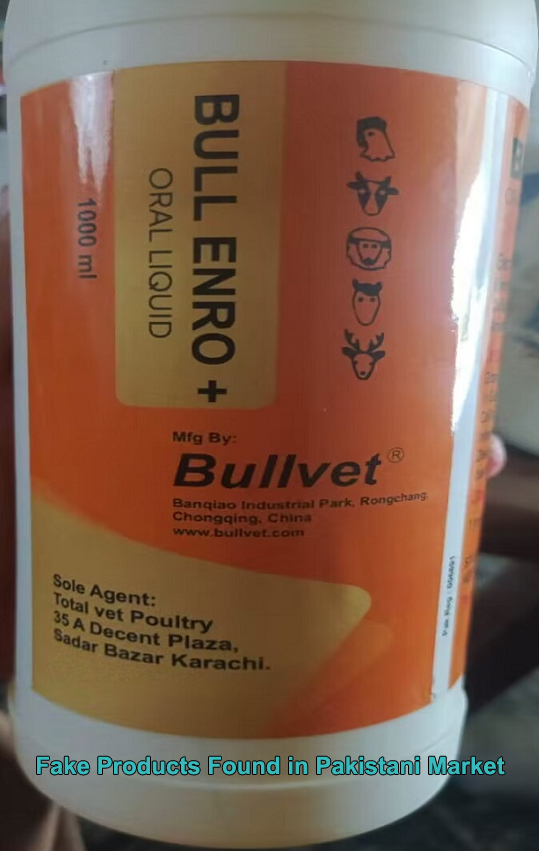 BULL ENRO +
ORAL LIQUID
1000 ml
Mfg By:
Bullvet®
Banqiao Industrial Park, Rongchang,
Chongqing, China
www.bullvet.com
Sole Agent:
Total vet Poultry
35 A Decent Plaza,
Sadar Bazar Karachi.
Fake Products Found in Pakistani Market